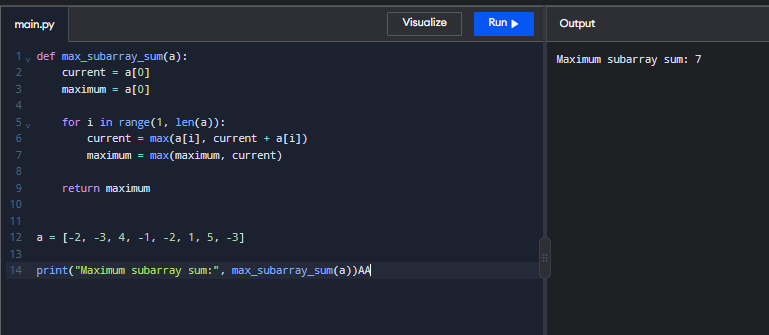 main.py
Visualize
Run
Output
1 def max_subarray_sum(a):
2     current = a[0]
3     maximum = a[0]
4
5     for i in range(1, len(a)):
6         current = max(a[i], current + a[i])
7         maximum = max(maximum, current)
8
9     return maximum
10
11
12 a = [-2, -3, 4, -1, -2, 1, 5, -3]
13
14 print("Maximum subarray sum:", max_subarray_sum(a))AA
Maximum subarray sum: 7